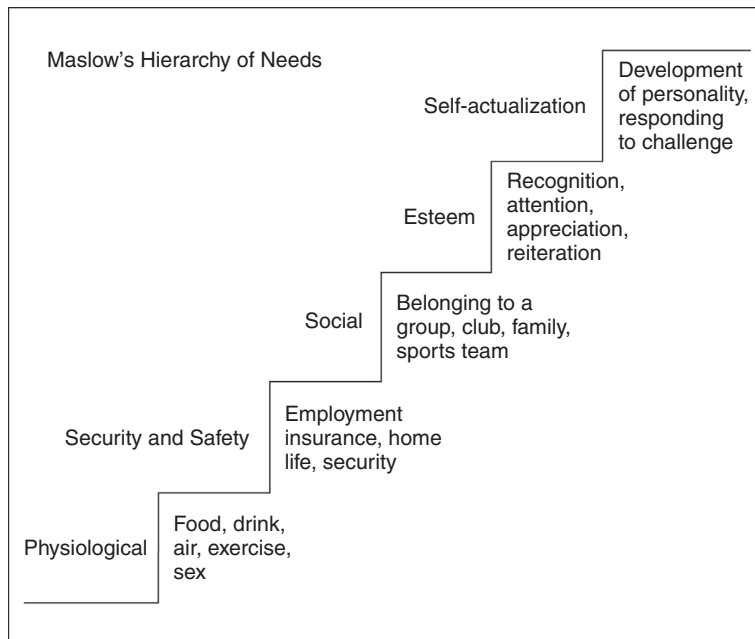 Maslow's Hierarchy of Needs
Self-actualization
Development
of personality,
responding
to challenge
Esteem
Recognition,
attention,
appreciation,
reiteration
Social
Belonging to a
group, club, family,
sports team
Security and Safety
Employment
insurance, home
life, security
Physiological
Food, drink,
air, exercise,
sex